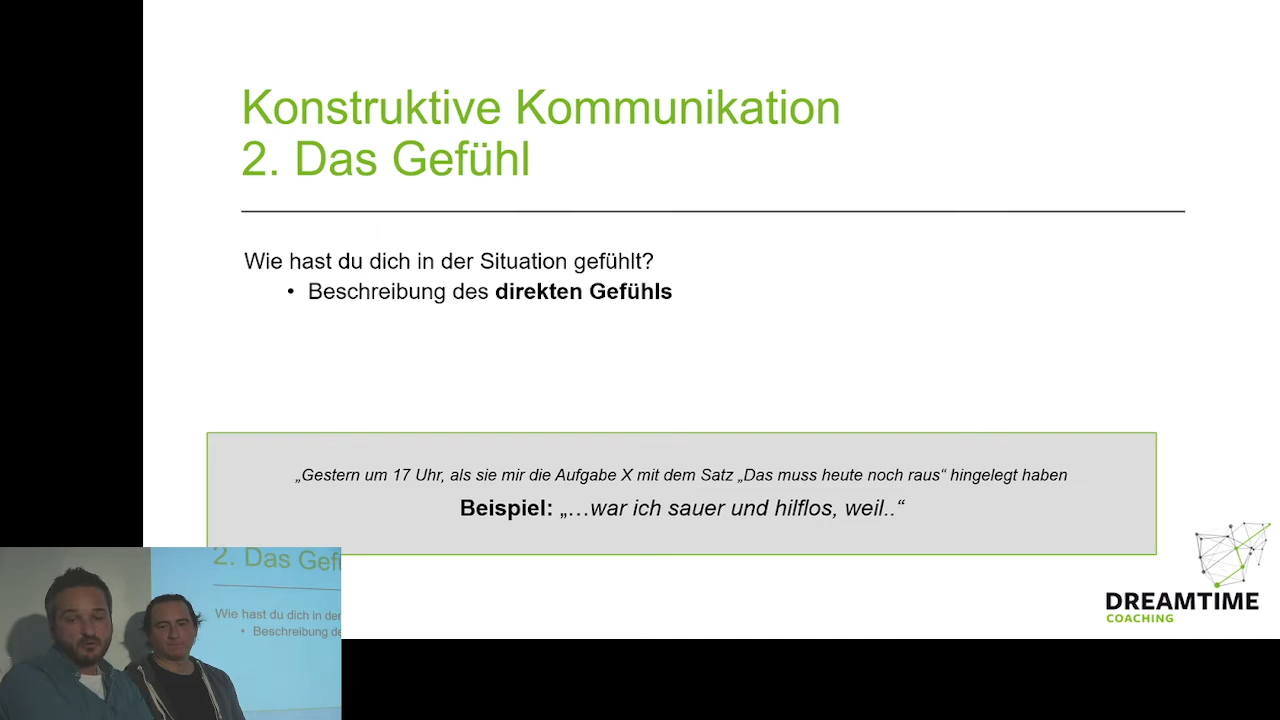 Konstruktive Kommunikation
2. Das Gefühl
Wie hast du dich in der Situation gefühlt?
• Beschreibung des direkten Gefühls
„Gestern um 17 Uhr, als sie mir die Aufgabe X mit dem Satz „Das muss heute noch raus“ hingelegt haben
Beispiel: „…war ich sauer und hilflos, weil..“
DREAMTIME
COACHING
2. Das Gefü
Wie hast du dich in der
• Beschreibung de